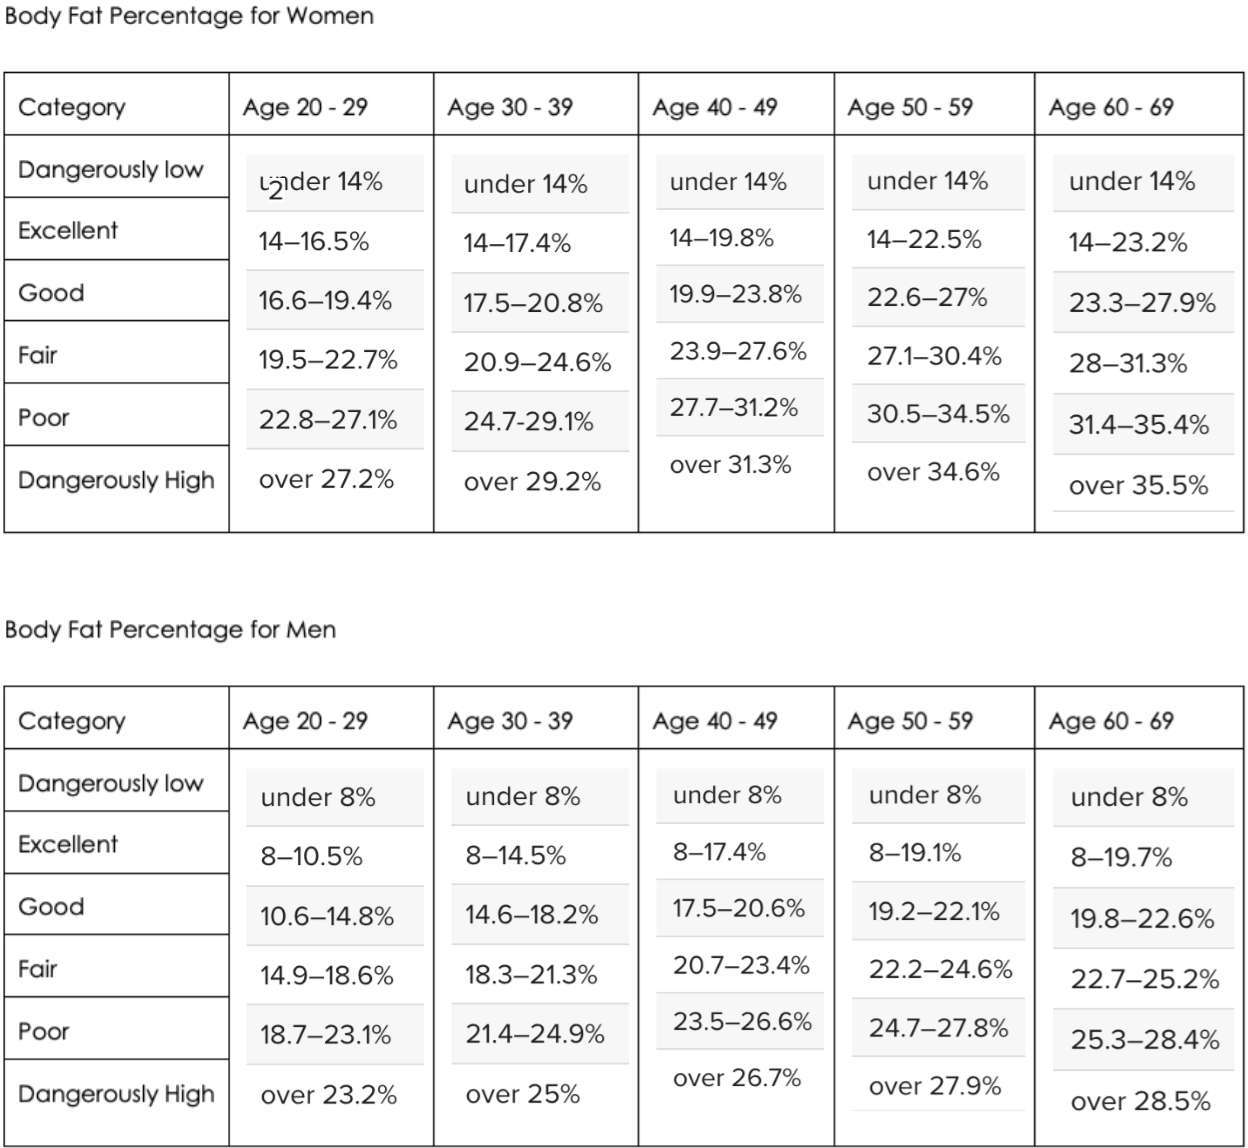 Body Fat Percentage for Women
Category Age 20 - 29 Age 30 - 39 Age 40 - 49 Age 50 - 59 Age 60 - 69
Dangerously low under 14% under 14% under 14% under 14% under 14%
2
Excellent 14–16.5% 14–17.4% 14–19.8% 14–22.5% 14–23.2%
Good 16.6–19.4% 17.5–20.8% 19.9–23.8% 22.6–27% 23.3–27.9%
Fair 19.5–22.7% 20.9–24.6% 23.9–27.6% 27.1–30.4% 28–31.3%
Poor 22.8–27.1% 24.7-29.1% 27.7–31.2% 30.5–34.5% 31.4–35.4%
Dangerously High over 27.2% over 29.2% over 31.3% over 34.6% over 35.5%
Body Fat Percentage for Men
Category Age 20 - 29 Age 30 - 39 Age 40 - 49 Age 50 - 59 Age 60 - 69
Dangerously low under 8% under 8% under 8% under 8% under 8%
Excellent 8–10.5% 8–14.5% 8–17.4% 8–19.1% 8–19.7%
Good 10.6–14.8% 14.6–18.2% 17.5–20.6% 19.2–22.1% 19.8–22.6%
Fair 14.9–18.6% 18.3–21.3% 20.7–23.4% 22.2–24.6% 22.7–25.2%
Poor 18.7–23.1% 21.4–24.9% 23.5–26.6% 24.7–27.8% 25.3–28.4%
Dangerously High over 23.2% over 25% over 26.7% over 27.9% over 28.5%